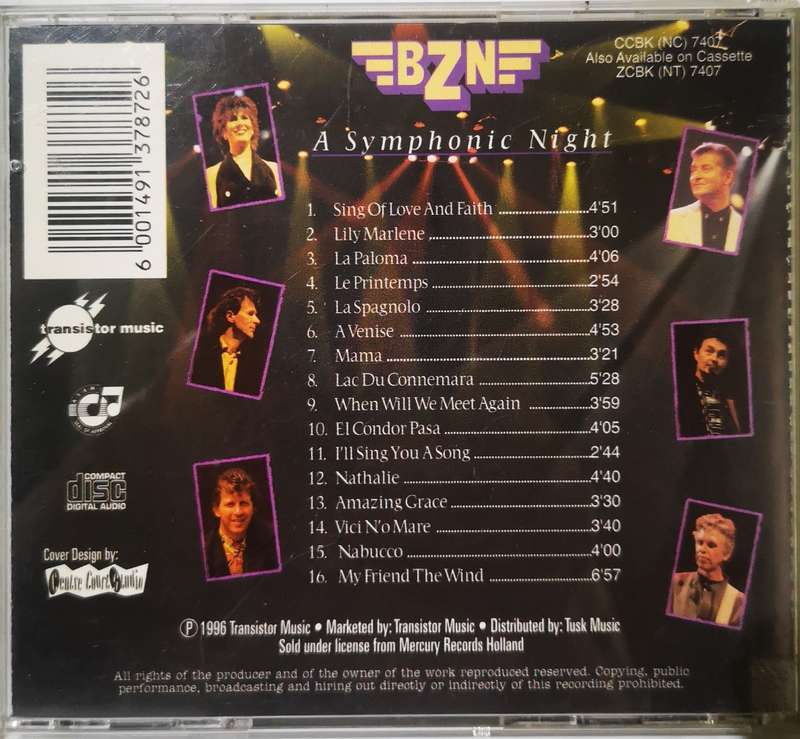 BZN
CCBK (NC) 7407
Also Available on Cassette
ZCBK (NT) 7407
A Symphonic Night
1. Sing Of Love And Faith ........................4'51
2. Lily Marlene ..........................................3'00
3. La Paloma ..............................................4'06
4. Le Printemps .........................................2'54
5. La Spagnolo ..........................................3'28
6. A Venise ................................................4'53
7. Mama ....................................................3'21
8. Lac Du Connemara ..............................5'28
9. When Will We Meet Again ................3'59
10. El Condor Pasa .....................................4'05
11. I'll Sing You A Song .............................2'44
12. Nathalie ................................................4'40
13. Amazing Grace .....................................3'30
14. Vici N'o Mare ........................................3'40
15. Nabucco ................................................4'00
16. My Friend The Wind ............................6'57
6 001491 378726
transistor music
COMPACT
disc
DIGITAL AUDIO
Cover Design by:
Centre Court Studio
Ⓟ 1996 Transistor Music • Marketed by: Transistor Music • Distributed by: Tusk Music
Sold under license from Mercury Records Holland
All rights of the producer and of the owner of the work reproduced reserved. Copying, public
performance, broadcasting and hiring out directly or indirectly of this recording prohibited.